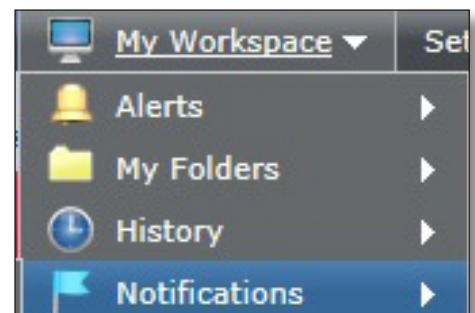 My Workspace
Alerts
My Folders
History
Notifications